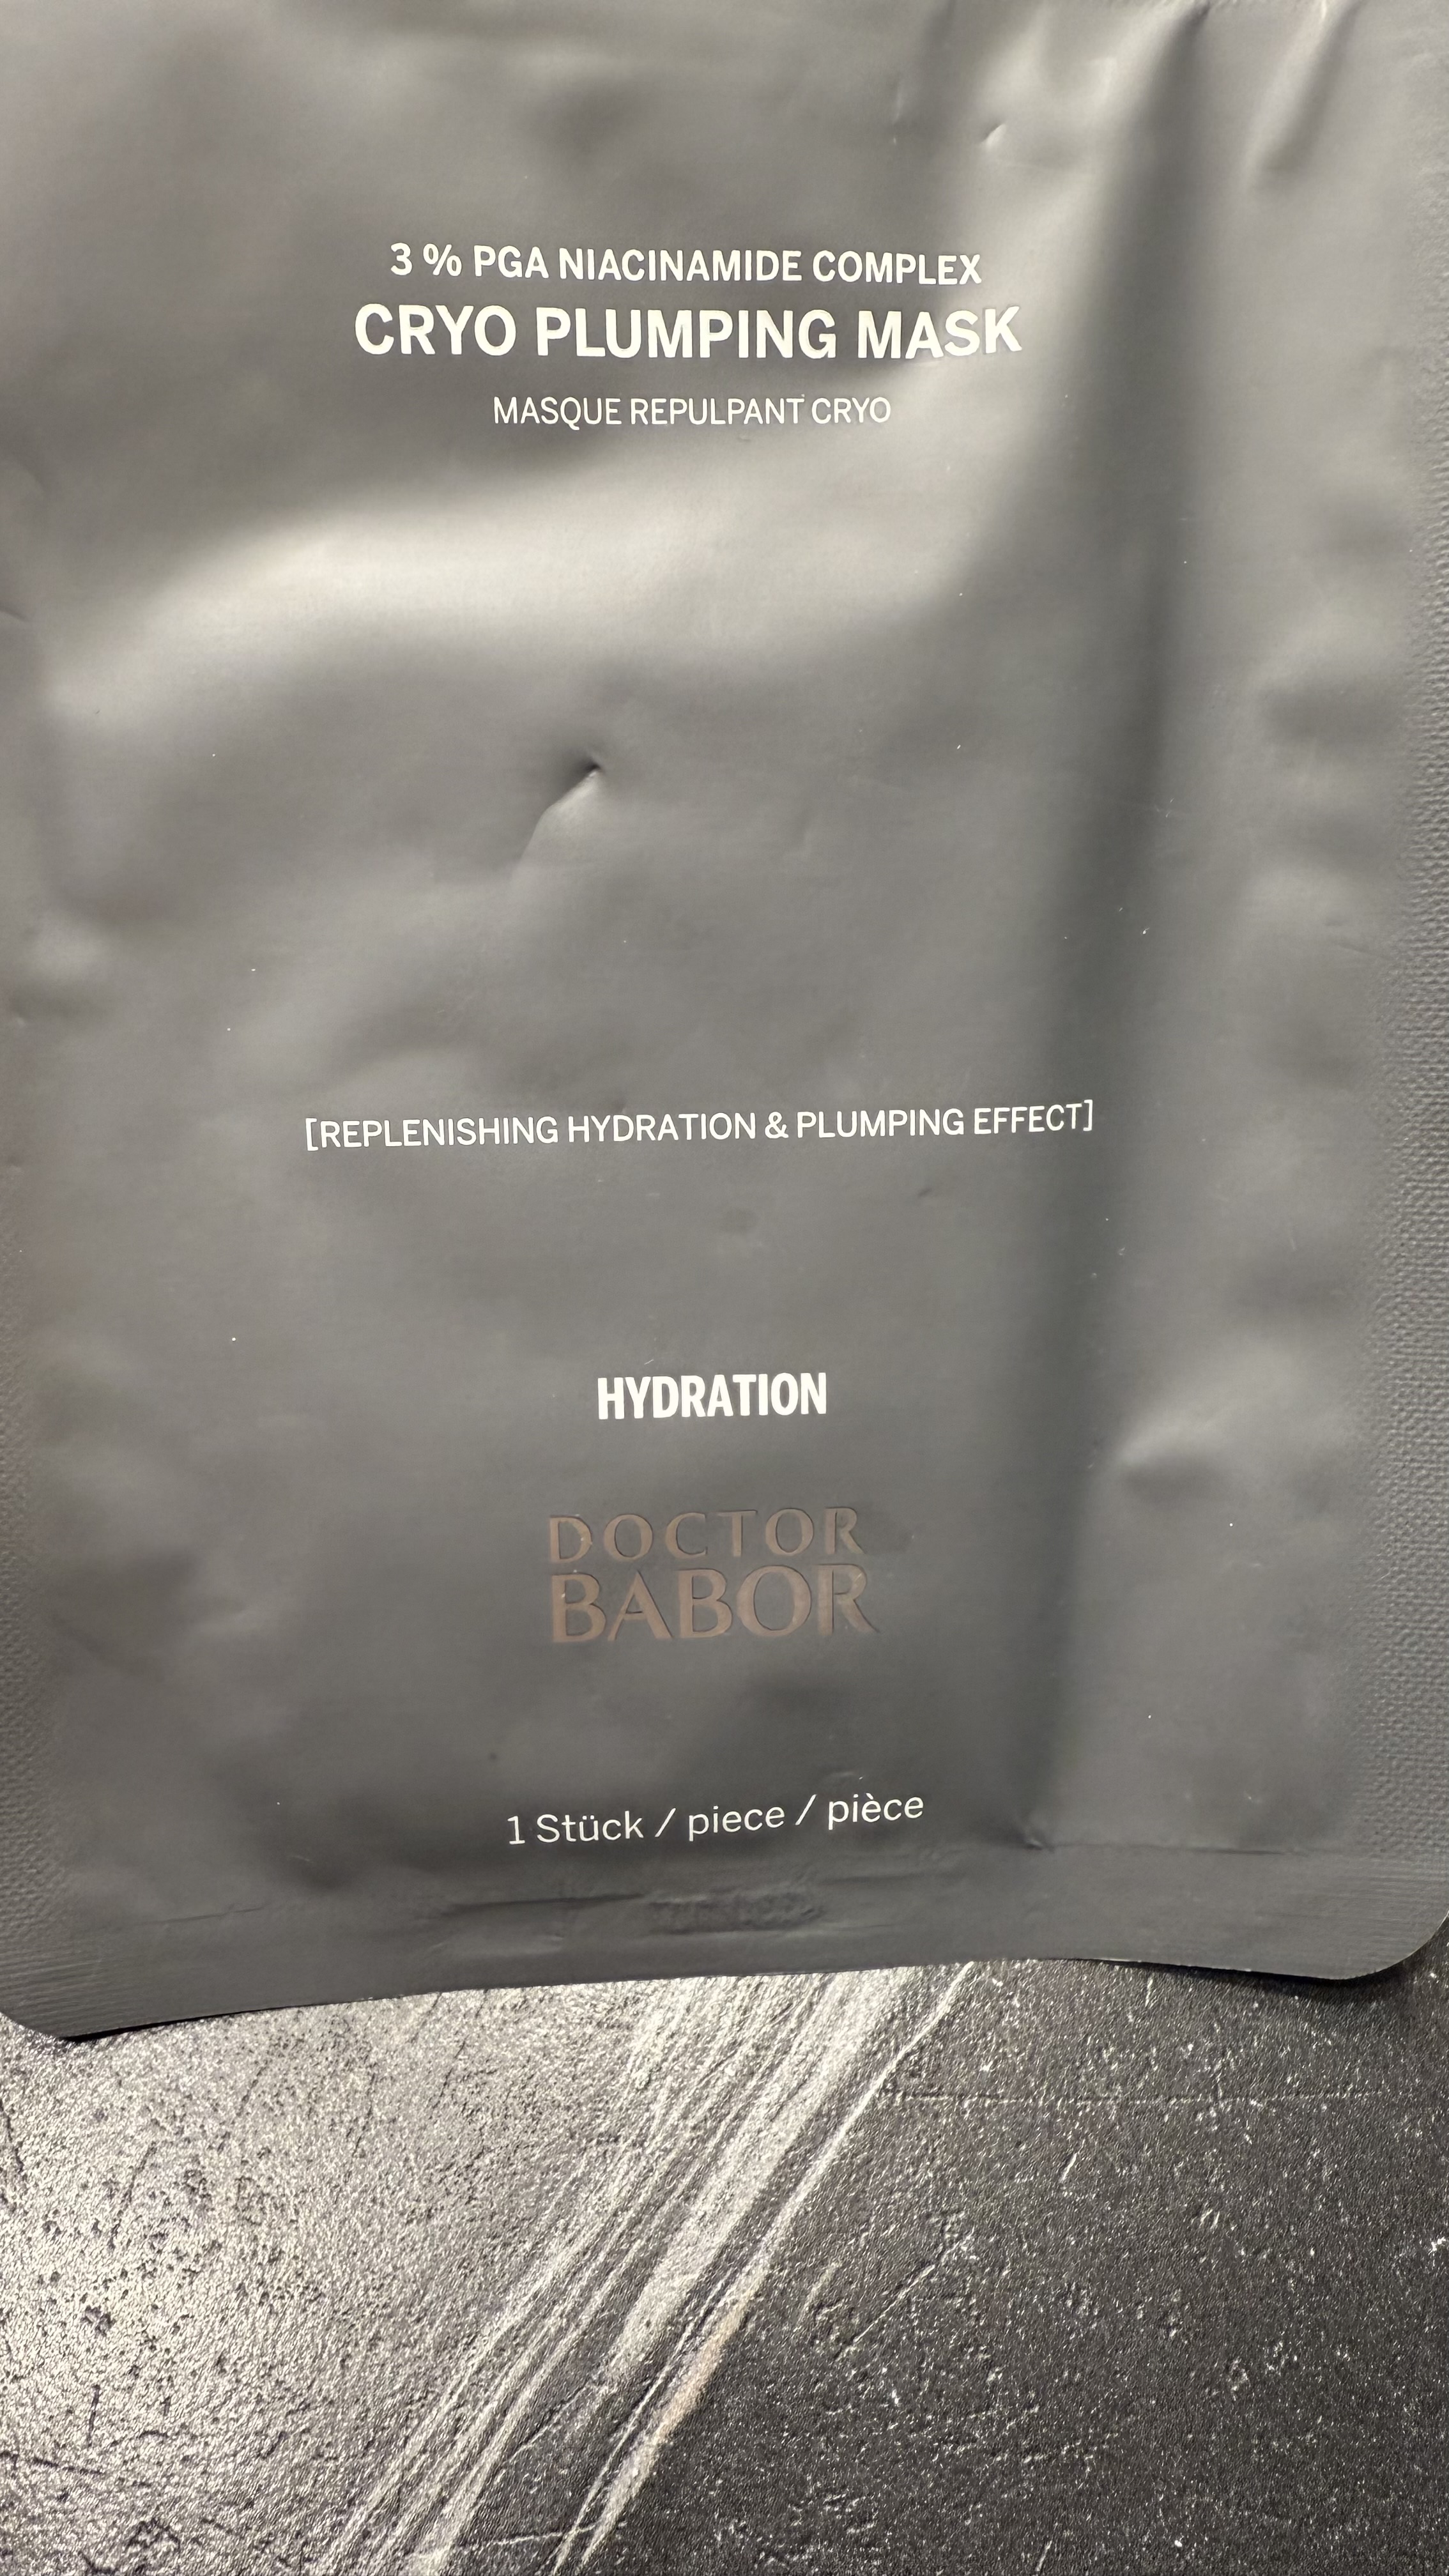 3 % PGA NIACINAMIDE COMPLEX
CRYO PLUMPING MASK
MASQUE REPULPANT CRYO
[REPLENISHING HYDRATION & PLUMPING EFFECT]
HYDRATION
DOCTOR
BABOR
1 Stück / piece / pièce